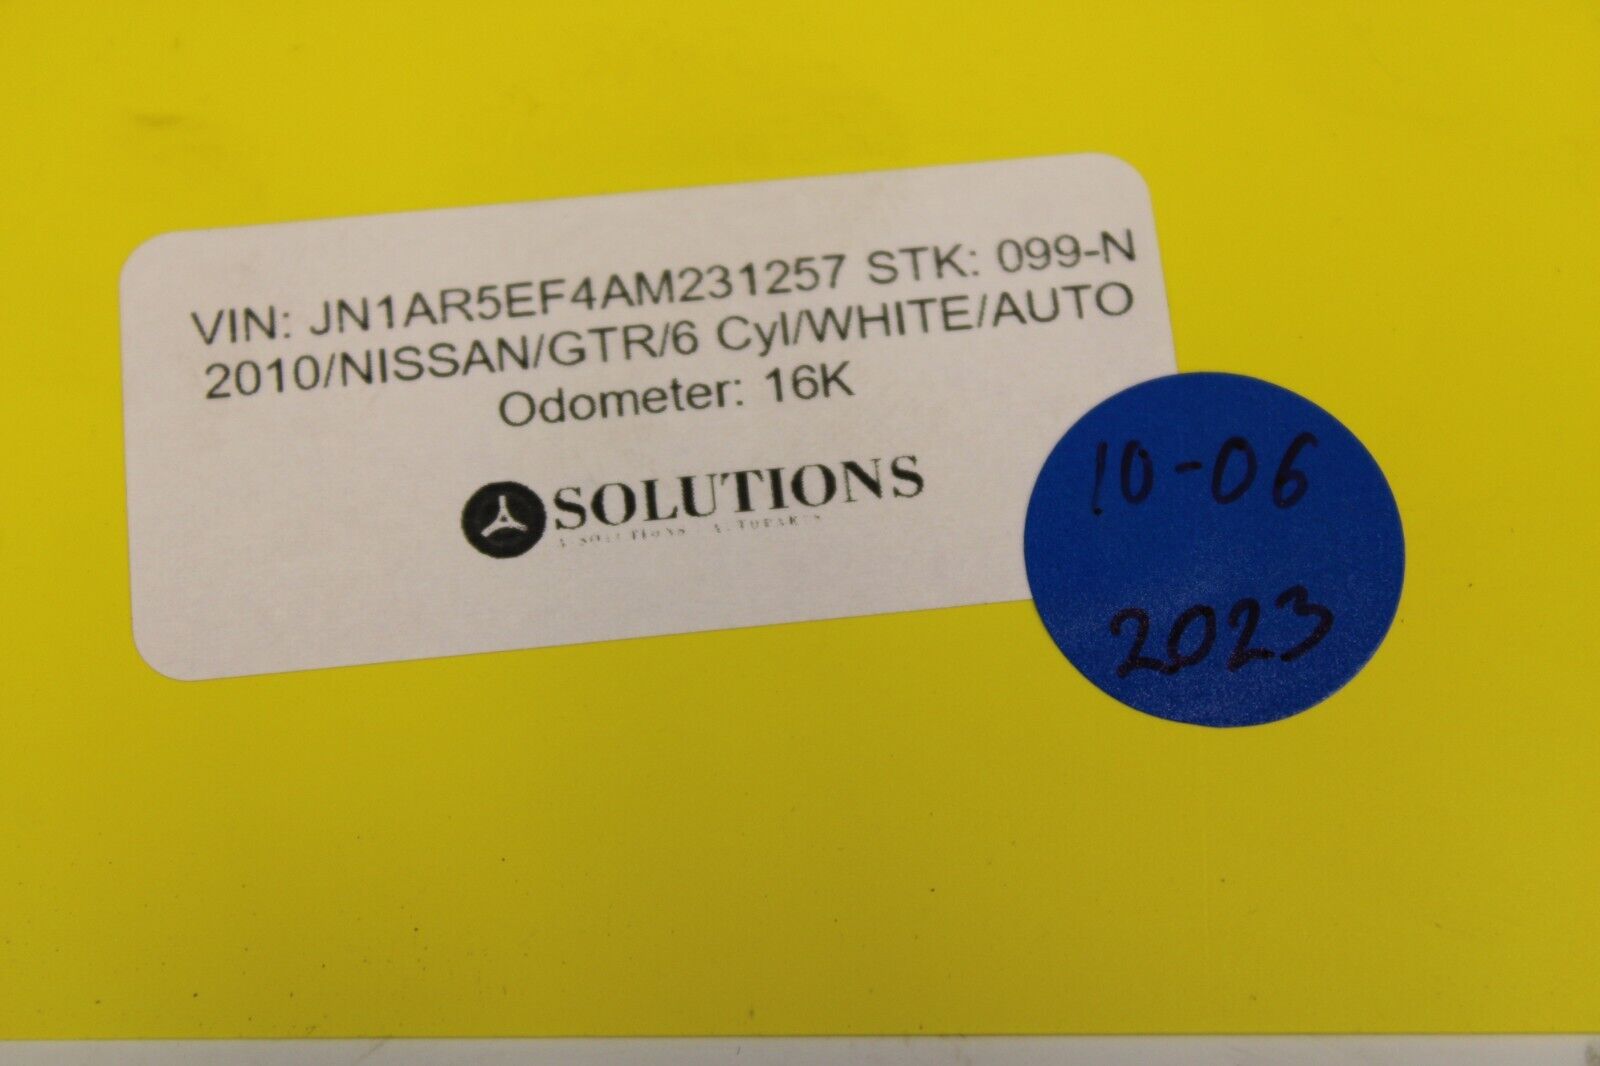 VIN: JN1AR5EF4AM231257 STK: 099-N
2010/NISSAN/GTR/6 Cyl/WHITE/AUTO
Odometer: 16K
SOLUTIONS
10-06
2023